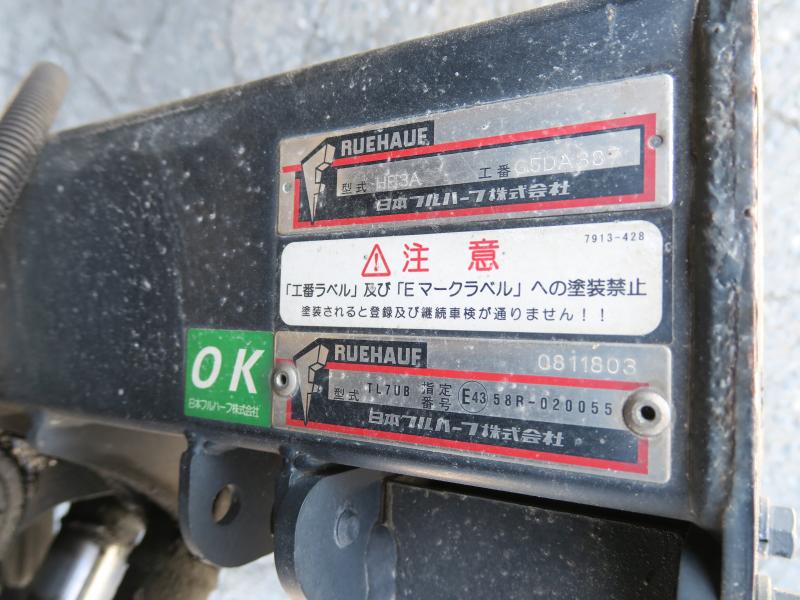 RUEHAUF
型式 HB3A 工番 G5DA387
日本フルハーフ株式会社
7913-428
注意
「工番ラベル」及び「Eマークラベル」への塗装禁止
塗装されると登録及び継続車検が通りません!!
OK
日本フルハーフ株式会社
RUEHAUF
0811803
型式 TL7UB 指定番号 E43 58R-020055
日本フルハーフ株式会社